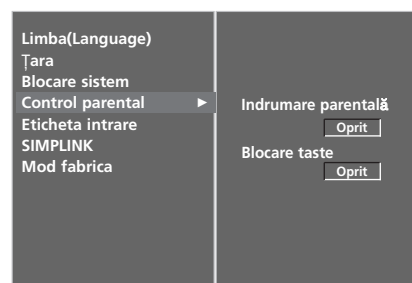 Limba(Language)
Țara
Blocare sistem
Control parental ►
Eticheta intrare
SIMPLINK
Mod fabrica
Indrumare parentală
Oprit
Blocare taste
Oprit